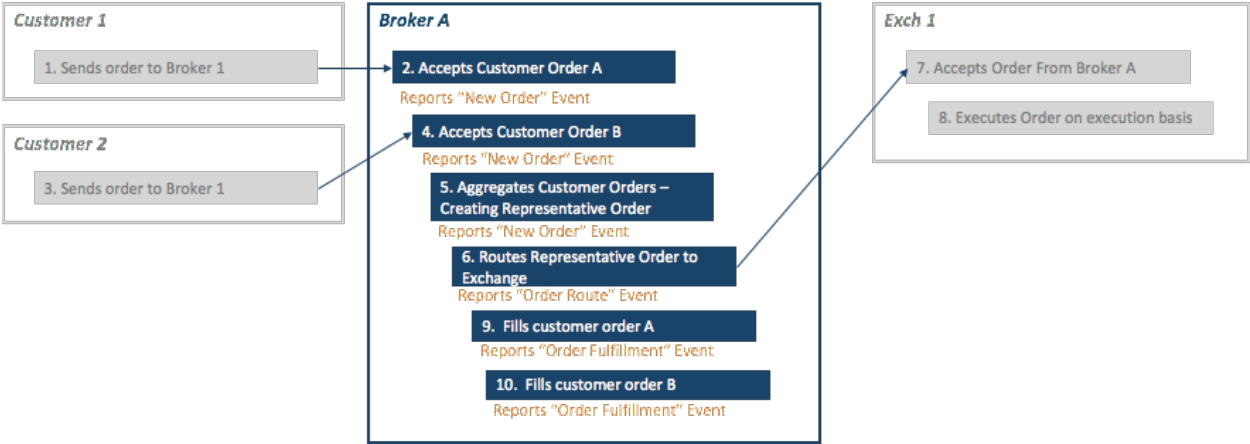 Customer 1
1. Sends order to Broker 1
Customer 2
3. Sends order to Broker 1
Broker A
2. Accepts Customer Order A
Reports “New Order” Event
4. Accepts Customer Order B
Reports “New Order” Event
5. Aggregates Customer Orders –
Creating Representative Order
Reports “New Order” Event
6. Routes Representative Order to
Exchange
Reports “Order Route” Event
9. Fills customer order A
Reports “Order Fulfillment” Event
10. Fills customer order B
Reports “Order Fulfillment” Event
Exch 1
7. Accepts Order From Broker A
8. Executes Order on execution basis